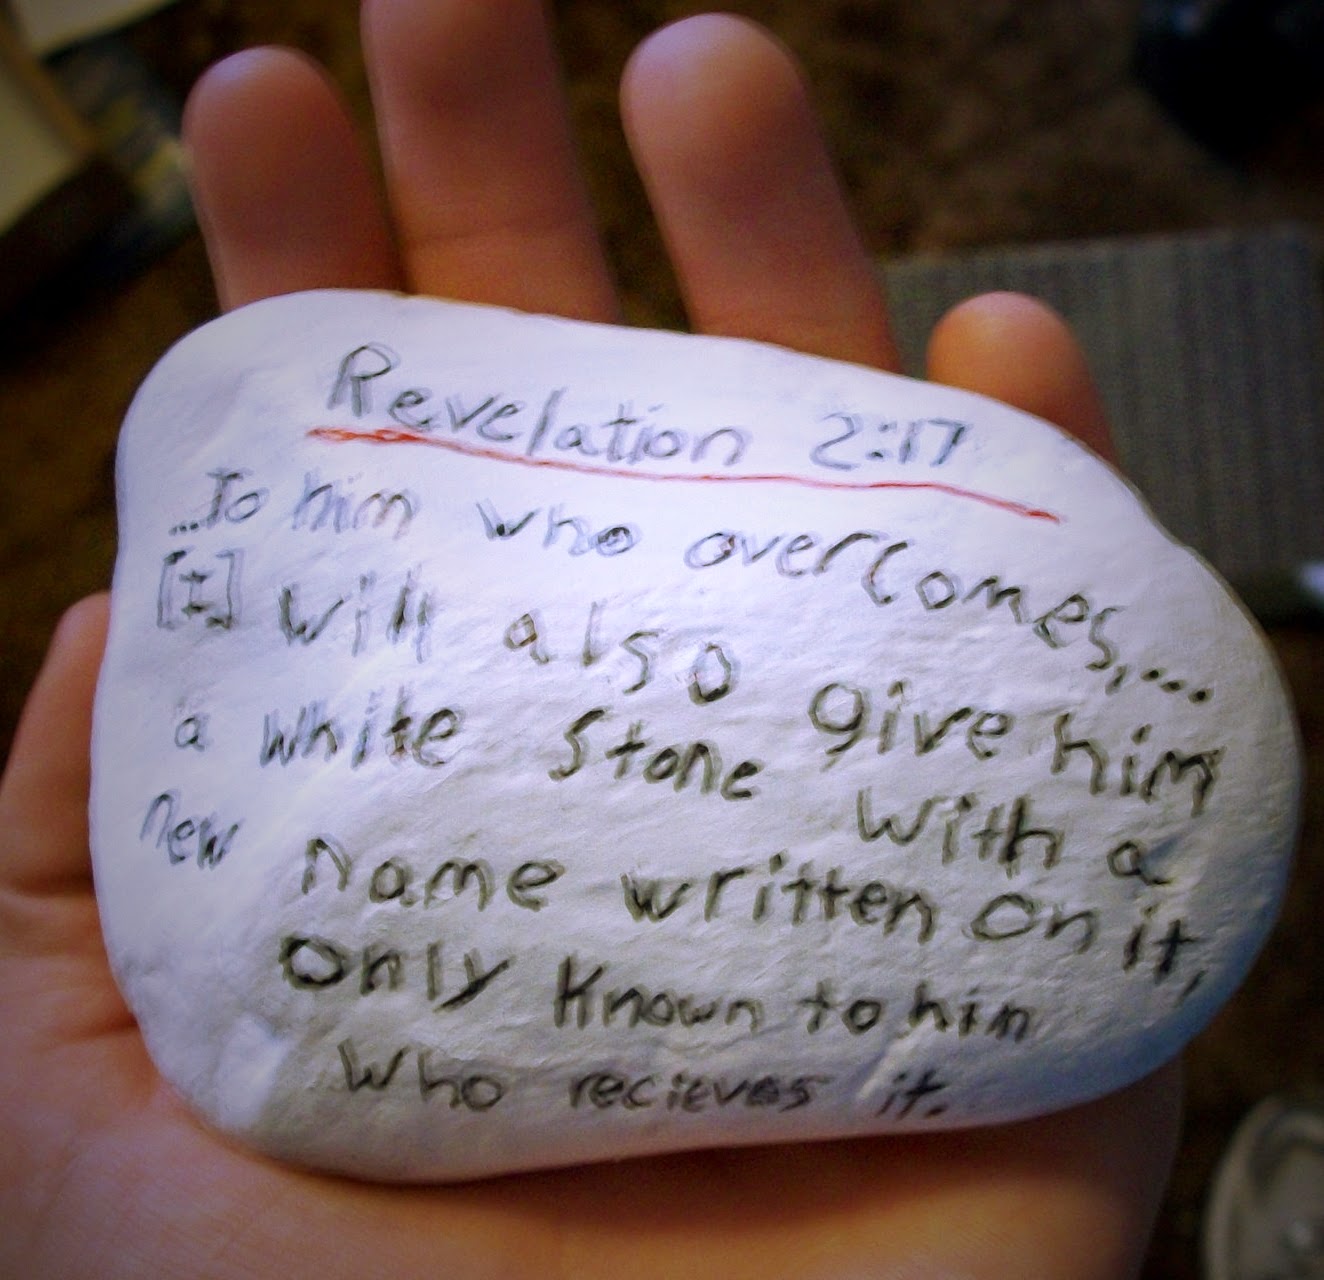 Revelation 2:17
...To him who overcomes,...
[I] will also give him
a white stone with a
new name written on it,
only known to him
who recieves it.